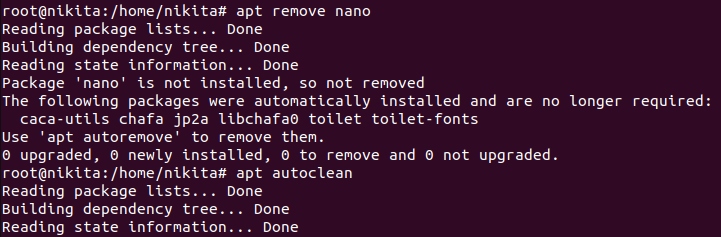 root@nikita:/home/nikita# apt remove nano
Reading package lists... Done
Building dependency tree... Done
Reading state information... Done
Package 'nano' is not installed, so not removed
The following packages were automatically installed and are no longer required:
  caca-utils chafa jp2a libchafa0 toilet toilet-fonts
Use 'apt autoremove' to remove them.
0 upgraded, 0 newly installed, 0 to remove and 0 not upgraded.
root@nikita:/home/nikita# apt autoclean
Reading package lists... Done
Building dependency tree... Done
Reading state information... Done